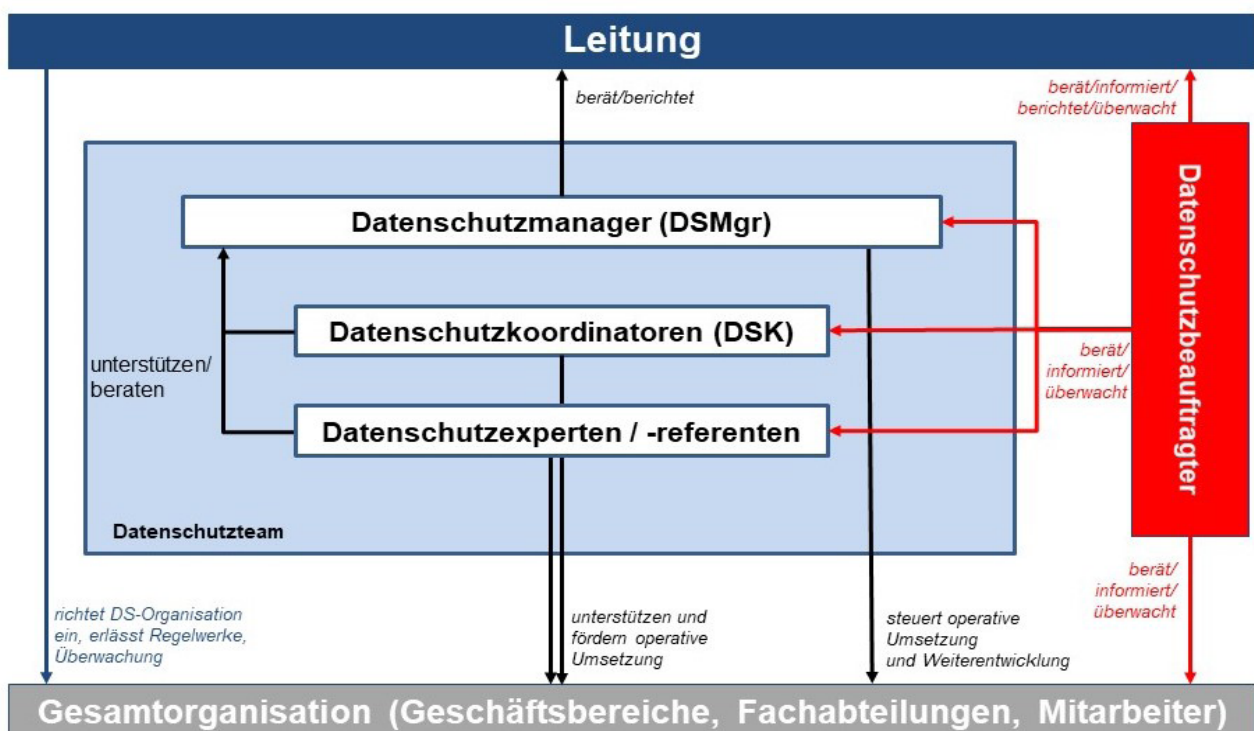 Leitung
berät/berichtet
berät/informiert/
berichtet/überwacht
Datenschutzmanager (DSMgr)
Datenschutzkoordinatoren (DSK)
unterstützen/
beraten
Datenschutzexperten / -referenten
Datenschutzteam
berät/
informiert/
überwacht
Datenschutzbeauftragter
richtet DS-Organisation
ein, erlässt Regelwerke,
Überwachung
unterstützen und
fördern operative
Umsetzung
steuert operative
Umsetzung
und Weiterentwicklung
berät/
informiert/
überwacht
Gesamtorganisation (Geschäftsbereiche, Fachabteilungen, Mitarbeiter)